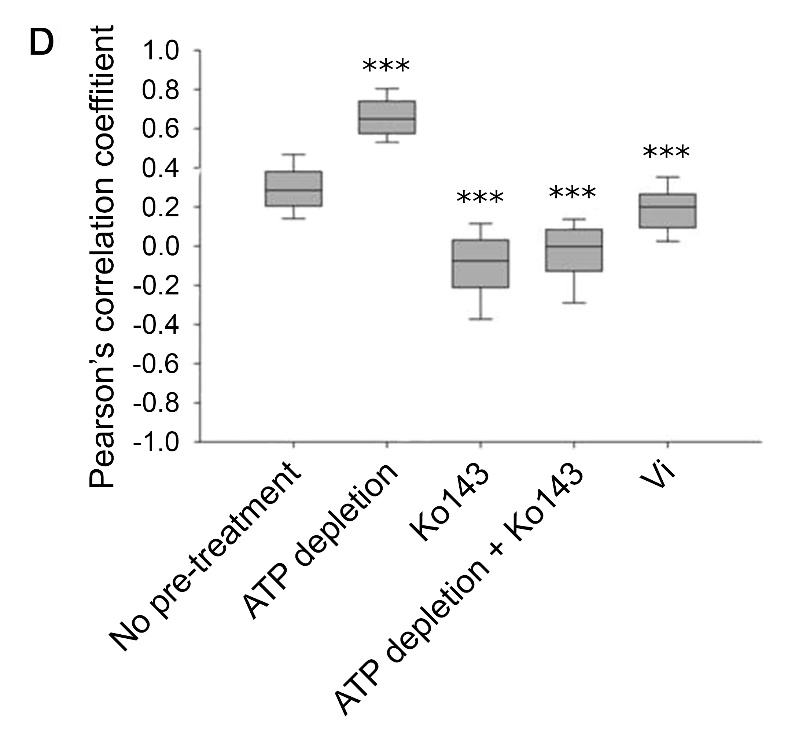 D
Pearson’s correlation coeffitient
1.0
0.8
0.6
0.4
0.2
0.0
-0.2
-0.4
-0.6
-0.8
-1.0
***
***
***
***
No pre-treatment
ATP depletion
Ko143
ATP depletion + Ko143
Vi